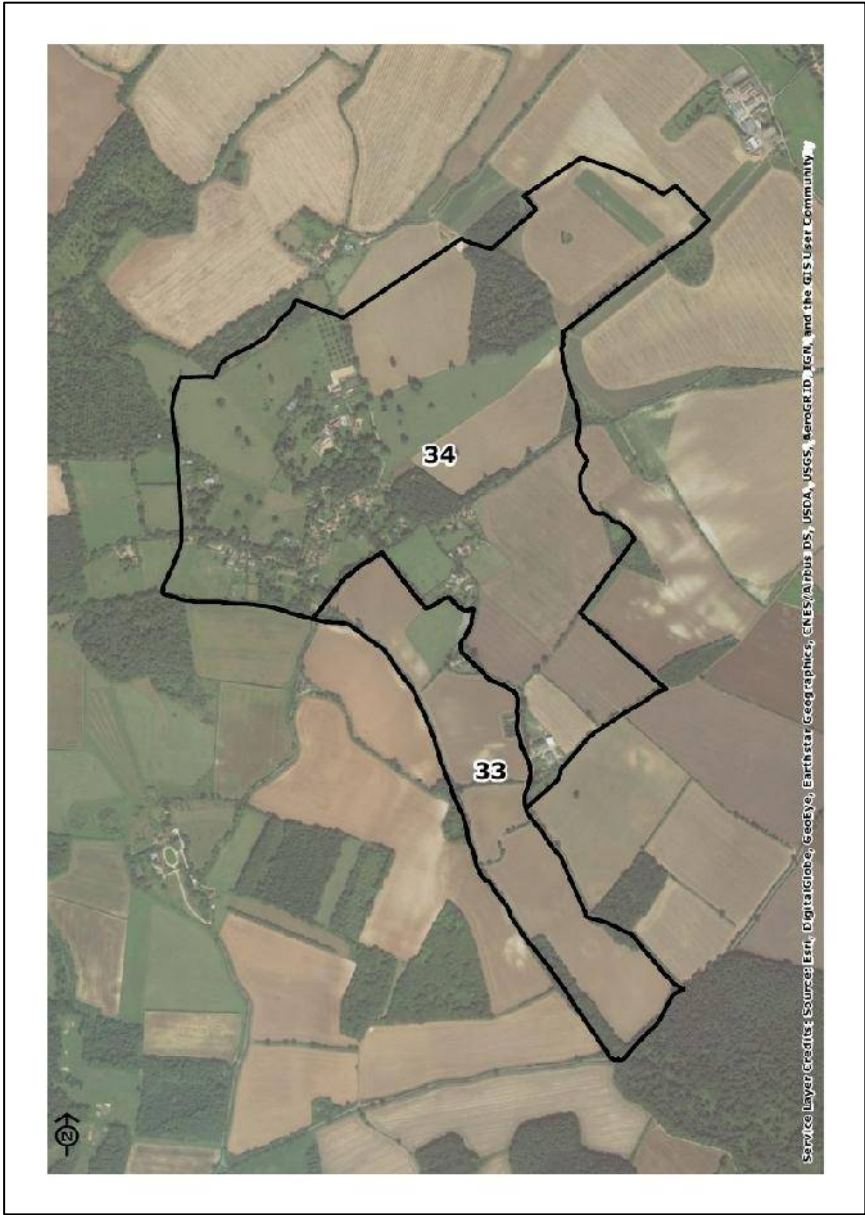 N
34
33
Service Layer Credits: Source: Esri, DigitalGlobe, GeoEye, Earthstar Geographics, CNES/Airbus DS, USDA, USGS, AeroGRID, IGN, and the GIS User Community